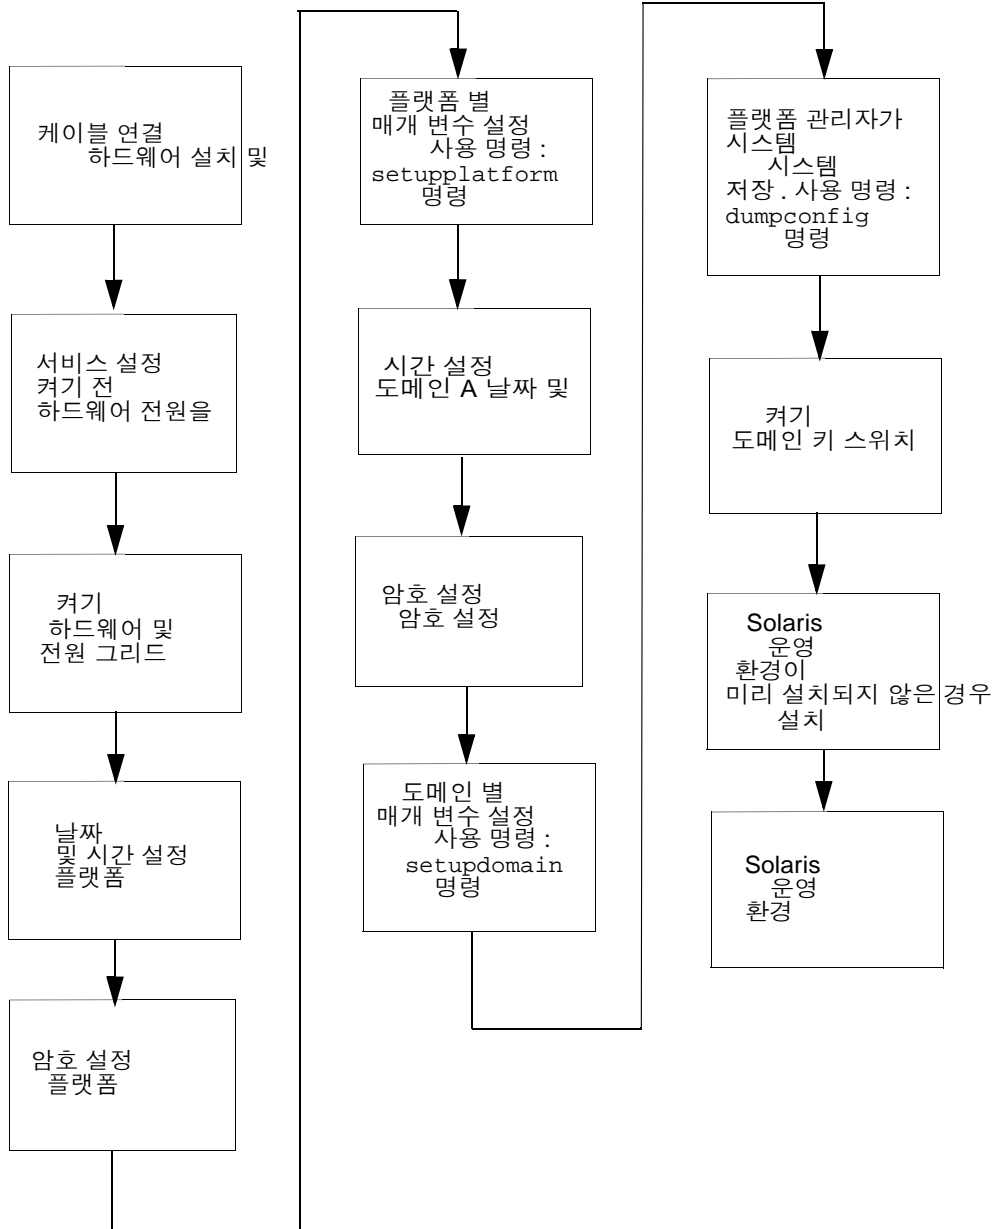 케이블 연결
하드웨어 설치 및
서비스 설정
켜기 전
하드웨어 전원을
켜기
하드웨어 및
전원 그리드
날짜
및 시간 설정
플랫폼
암호 설정
플랫폼
플랫폼 별
매개 변수 설정
사용 명령 :
setupplatform
명령
시간 설정
도메인 A 날짜 및
암호 설정
암호 설정
도메인 별
매개 변수 설정
사용 명령 :
setupdomain
명령
플랫폼 관리자가
시스템
시스템
저장 . 사용 명령 :
dumpconfig
명령
켜기
도메인 키 스위치
Solaris
운영
환경이
미리 설치되지 않은 경우
설치
Solaris
운영
환경